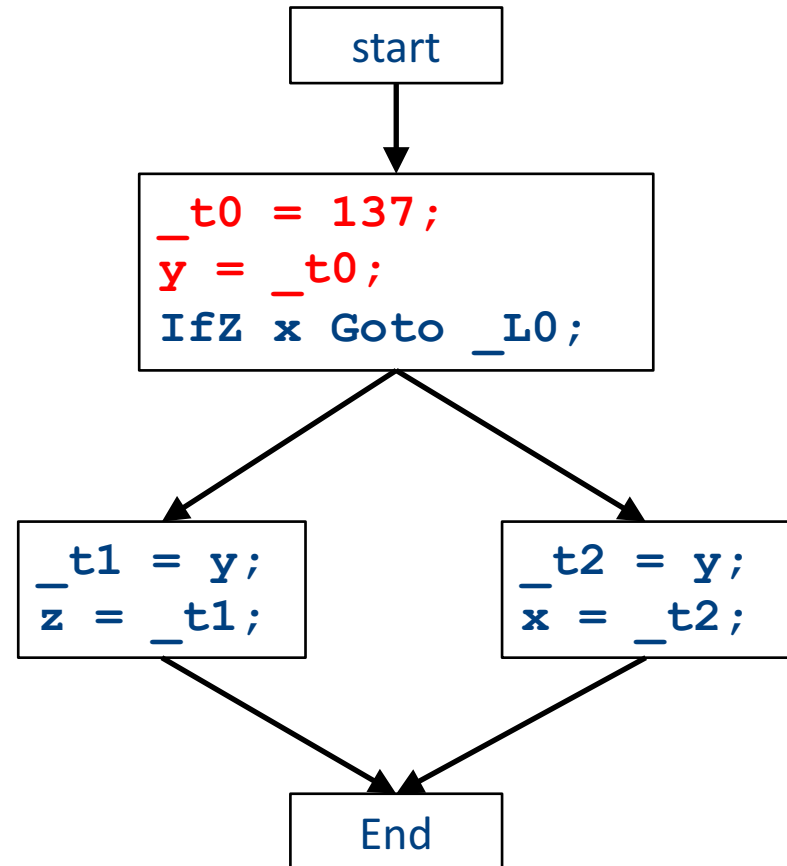 start
_t0 = 137;
y = _t0;
IfZ x Goto _L0;
_t1 = y;
z = _t1;
_t2 = y;
x = _t2;
End